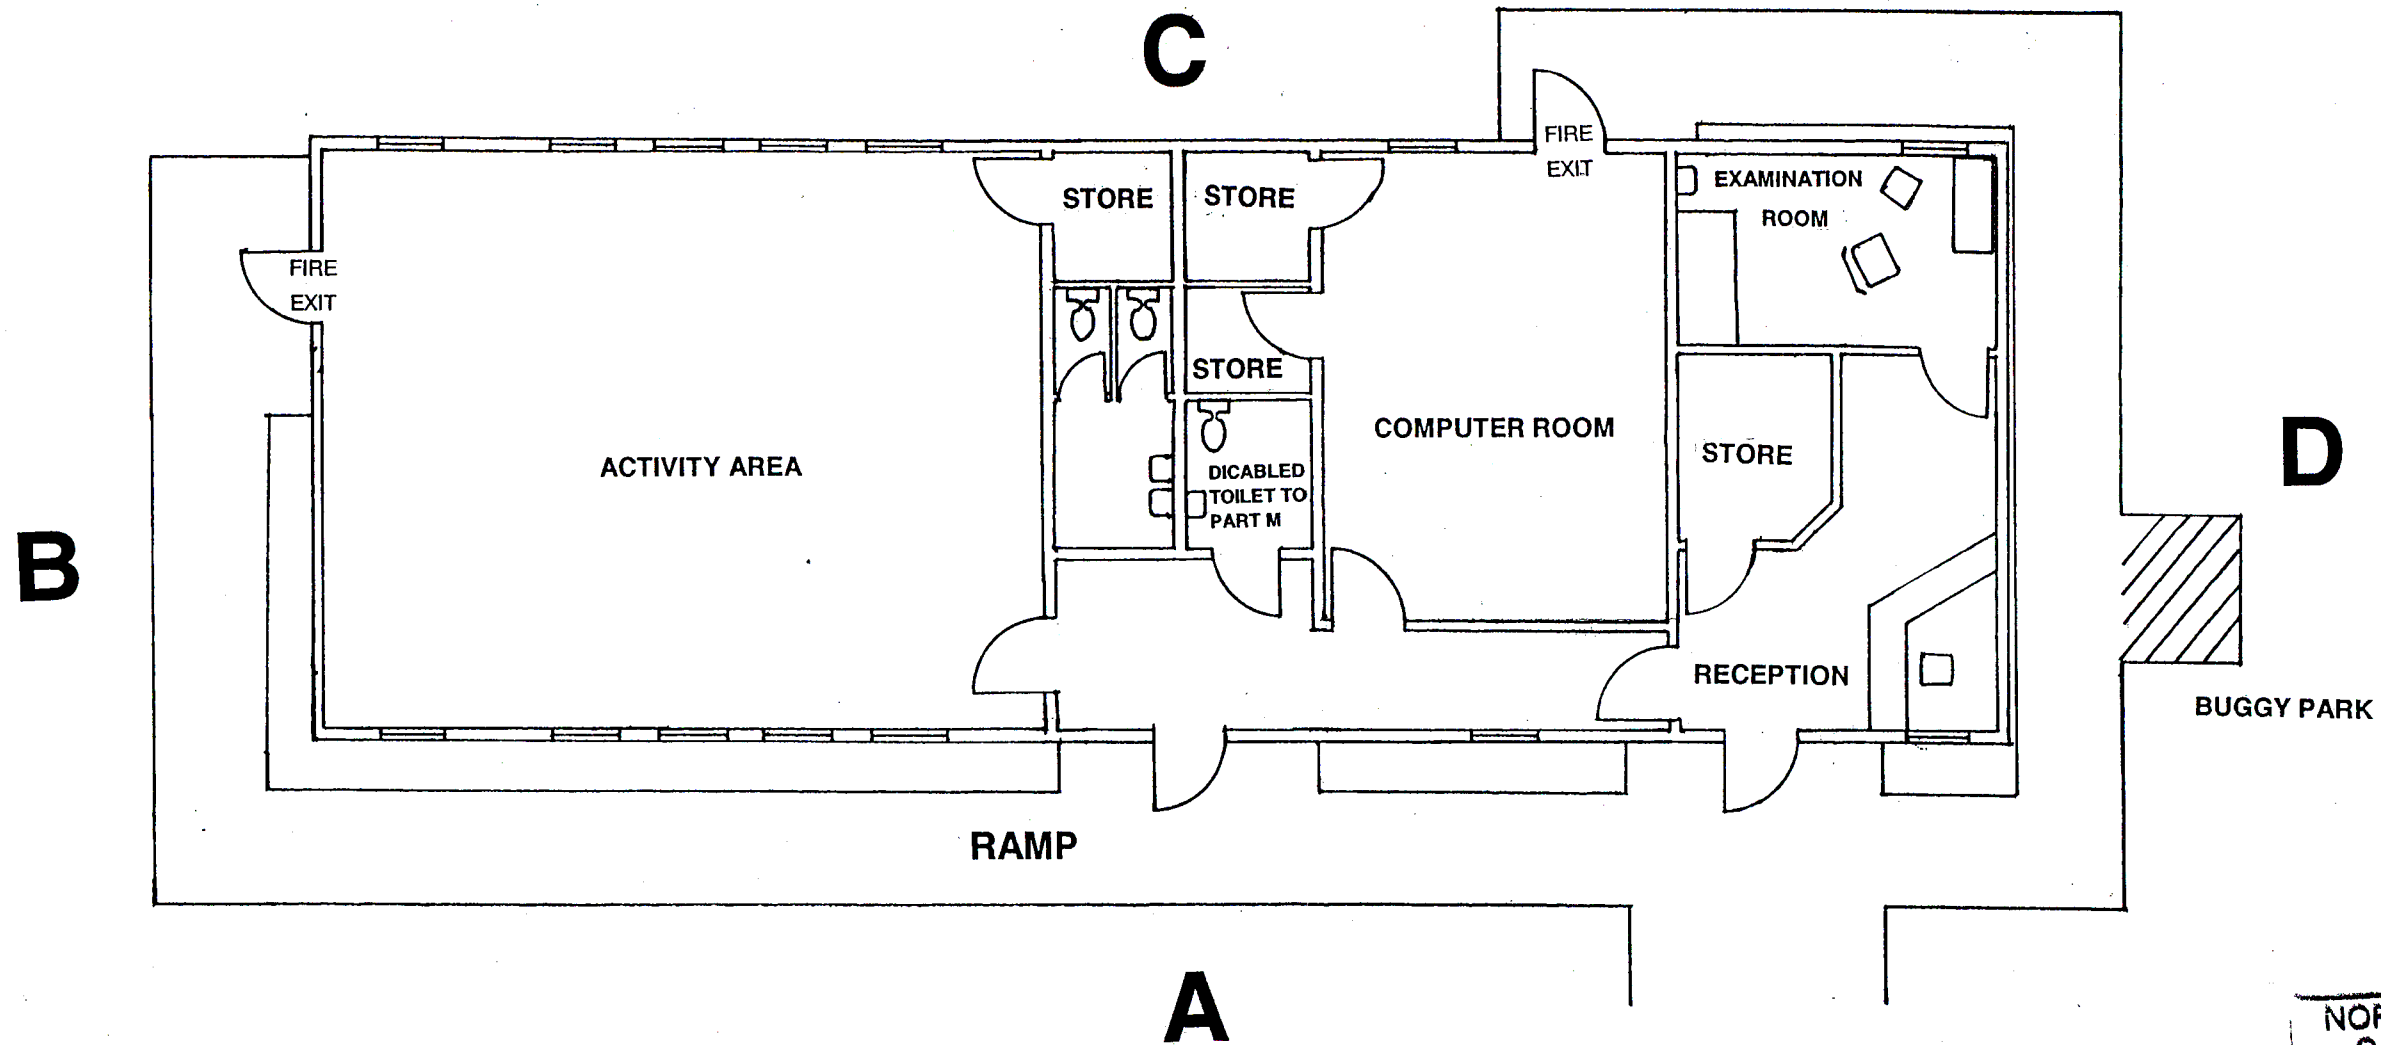 C
FIRE
EXIT
STORE
STORE
EXAMINATION
ROOM
FIRE
EXIT
STORE
COMPUTER ROOM
STORE
D
ACTIVITY AREA
DICABLED
TOILET TO
PART M
B
RECEPTION
BUGGY PARK
RAMP
A